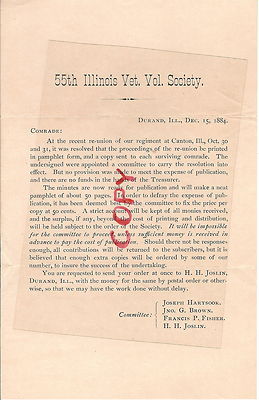 55th Illinois Vet. Vol. Society.
Durand, Ill., Dec. 15, 1884.
Comrade:
At the recent re-union of our regiment at Canton, Ill., Oct. 30
and 31, it was resolved that the proceedings of the re-union be printed
in pamphlet form, and a copy sent to each surviving comrade. The
undersigned were appointed a committee to carry the resolution into
effect. But no provision was made to meet the expense of publication,
and there are no funds in the hands of the Treasurer.
The minutes are now ready for publication and will make a neat
pamphlet of about 50 pages. In order to defray the expense of pub-
lication, it has been deemed best by the committee to fix the price per
copy at 50 cents. A strict account will be kept of all monies received,
and the surplus, if any, beyond cost of printing and distribution,
will be held subject to the order of the Society. It will be impossible
for the committee to proceed unless sufficient money is received in
advance to pay the cost of publication. Should there not be responses
enough, all contributions will be returned to the subscribers, but it is
believed that enough extra copies will be ordered by some of our
number, to insure the success of the undertaking.
You are requested to send your order at once to H. H. Joslin,
Durand, Ill., with the money for the same by postal order or other-
wise, so that we may have the work done without delay.
Committee:
Joseph Hartsook.
Jno. G. Brown.
Francis P. Fisher.
H. H. Joslin.
COPY